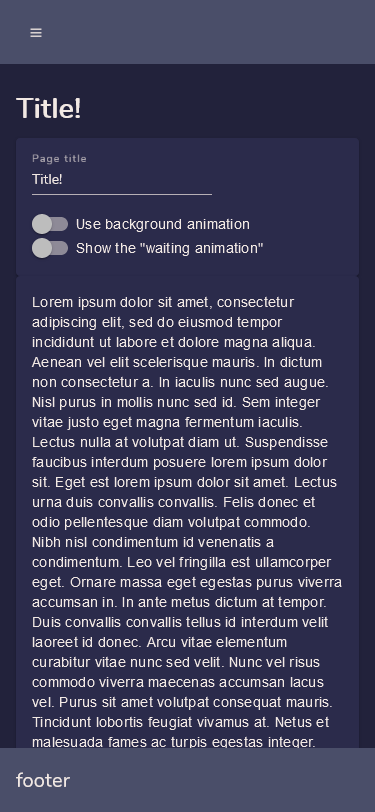 Title!
Page title
Title!
Use background animation
Show the "waiting animation"
Lorem ipsum dolor sit amet, consectetur
adipiscing elit, sed do eiusmod tempor
incididunt ut labore et dolore magna aliqua.
Aenean vel elit scelerisque mauris. In dictum
non consectetur a. In iaculis nunc sed augue.
Nisl purus in mollis nunc sed id. Sem integer
vitae justo eget magna fermentum iaculis.
Lectus nulla at volutpat diam ut. Suspendisse
faucibus interdum posuere lorem ipsum dolor
sit. Eget est lorem ipsum dolor sit amet. Lectus
urna duis convallis convallis. Felis donec et
odio pellentesque diam volutpat commodo.
Nibh nisl condimentum id venenatis a
condimentum. Leo vel fringilla est ullamcorper
eget. Ornare massa eget egestas purus viverra
accumsan in. In ante metus dictum at tempor.
Duis convallis convallis tellus id interdum velit
laoreet id donec. Arcu vitae elementum
curabitur vitae nunc sed velit. Nunc vel risus
commodo viverra maecenas accumsan lacus
vel. Purus sit amet volutpat consequat mauris.
Tincidunt lobortis feugiat vivamus at. Netus et
malesuada fames ac turpis egestas integer.
footer